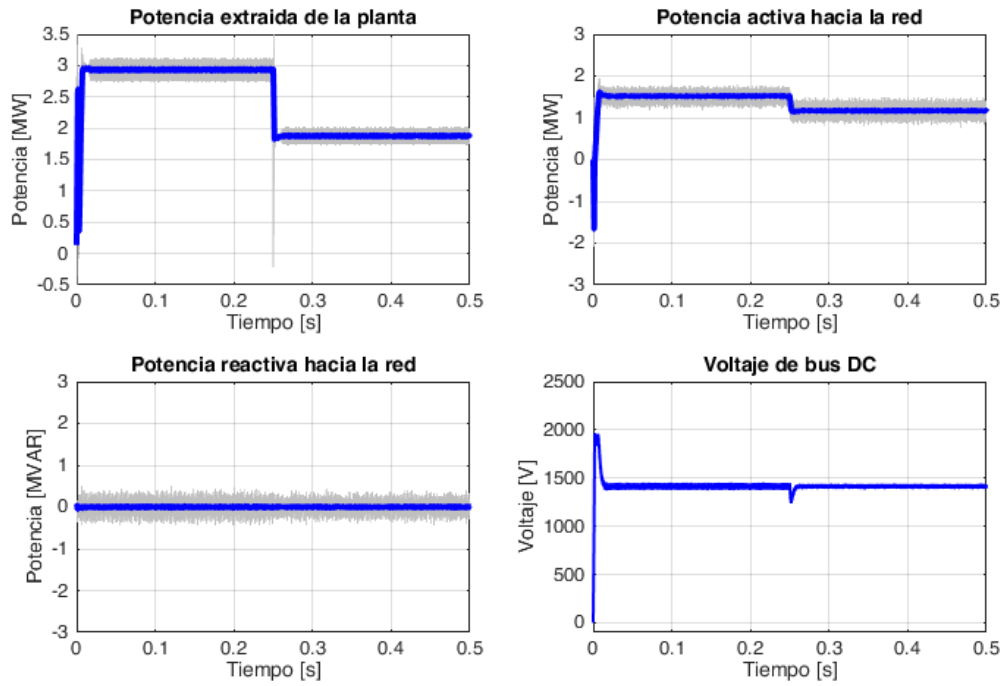 Potencia extraida de la planta
Potencia [MW]
3.5
3
2.5
2
1.5
1
0.5
0
-0.5
0 0.1 0.2 0.3 0.4 0.5
Tiempo [s]
Potencia activa hacia la red
Potencia [MW]
3
2
1
0
-1
-2
-3
0 0.1 0.2 0.3 0.4 0.5
Tiempo [s]
Potencia reactiva hacia la red
Potencia [MVAR]
3
2
1
0
-1
-2
-3
0 0.1 0.2 0.3 0.4 0.5
Tiempo [s]
Voltaje de bus DC
Voltaje [V]
2500
2000
1500
1000
500
0
0 0.1 0.2 0.3 0.4 0.5
Tiempo [s]